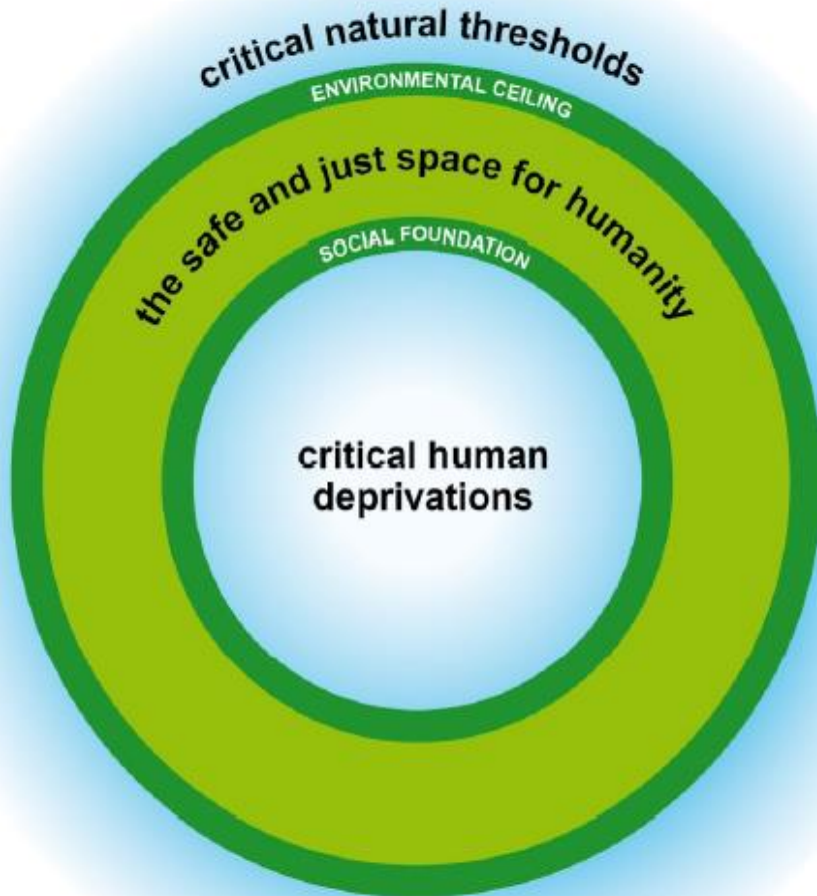 critical natural thresholds
ENVIRONMENTAL CEILING
the safe and just space for humanity
SOCIAL FOUNDATION
critical human
deprivations